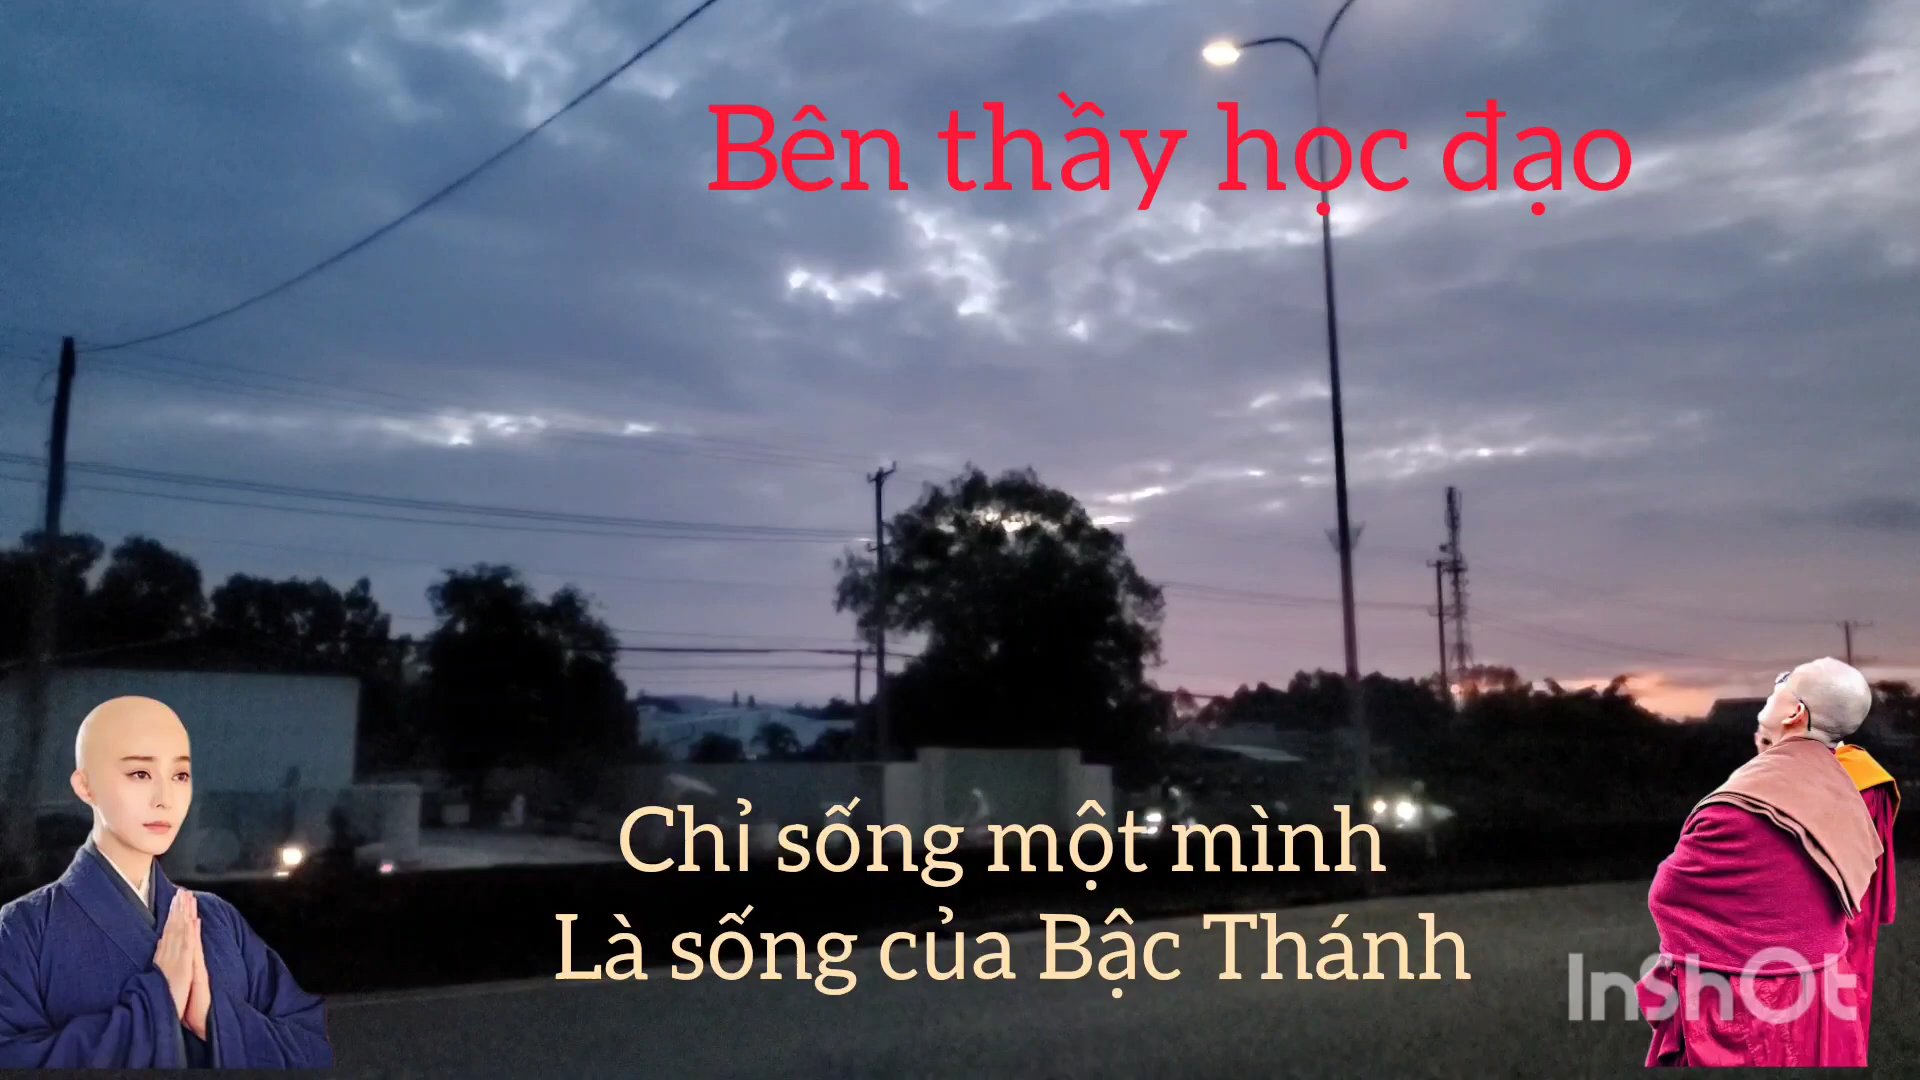 Bên thầy học đạo
Chỉ sống một mình
Là sống của Bậc Thánh
InShOt